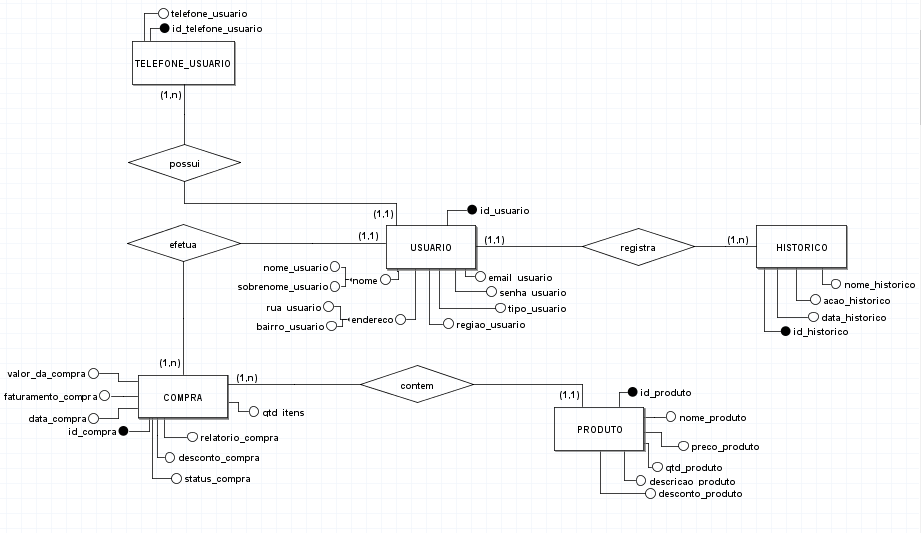 telefone_usuario
id_telefone_usuario
TELEFONE_USUARIO
(1,n)
possui
(1,1)
id_usuario
efetua
(1,1)
USUARIO
(1,1)
registra
(1,n)
HISTORICO
nome_usuario
sobrenome_usuario
nome
rua_usuario
bairro_usuario
endereco
email_usuario
senha_usuario
tipo_usuario
regiao_usuario
nome_historico
acao_historico
data_historico
id_historico
(1,n)
valor_da_compra
faturamento_compra
data_compra
id_compra
COMPRA
(1,n)
qtd_itens
relatorio_compra
desconto_compra
status_compra
contem
(1,1)
id_produto
PRODUTO
nome_produto
preco_produto
qtd_produto
descricao_produto
desconto_produto